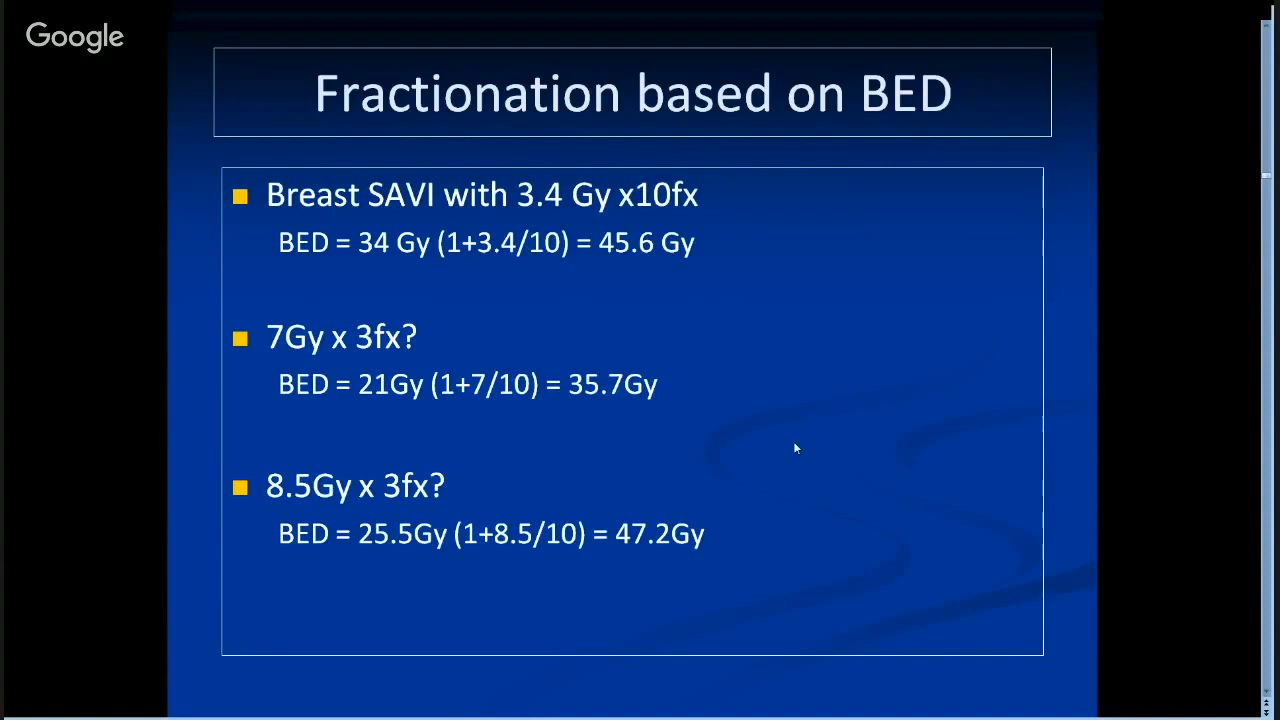 Google
Fractionation based on BED
Breast SAVI with 3.4 Gy x10fx
BED = 34 Gy (1+3.4/10) = 45.6 Gy
7Gy x 3fx?
BED = 21Gy (1+7/10) = 35.7Gy
8.5Gy x 3fx?
BED = 25.5Gy (1+8.5/10) = 47.2Gy